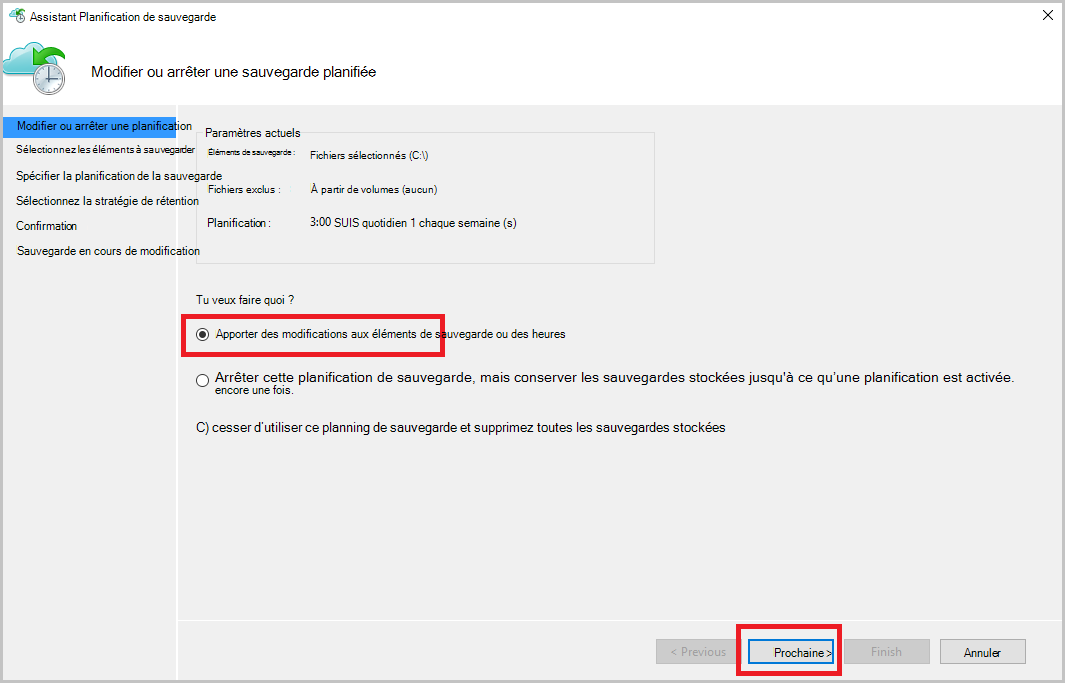 Assistant Planification de sauvegarde
Modifier ou arrêter une sauvegarde planifiée
Modifier ou arrêter une planification
Sélectionnez les éléments à sauvegarder
Spécifier la planification de la sauvegarde
Sélectionnez la stratégie de rétention
Confirmation
Sauvegarde en cours de modification
Paramètres actuels
Éléments de sauvegarde :
Fichiers sélectionnés (C:\)
Fichiers exclus :
À partir de volumes (aucun)
Planification :
3:00 SUIS quotidien 1 chaque semaine (s)
Tu veux faire quoi ?
Apporter des modifications aux éléments de sauvegarde ou des heures
Arrêter cette planification de sauvegarde, mais conserver les sauvegardes stockées jusqu'à ce qu’une planification est activée.
encore une fois.
C) cesser d’utiliser ce planning de sauvegarde et supprimez toutes les sauvegardes stockées
< Previous
Prochaine >
Finish
Annuler